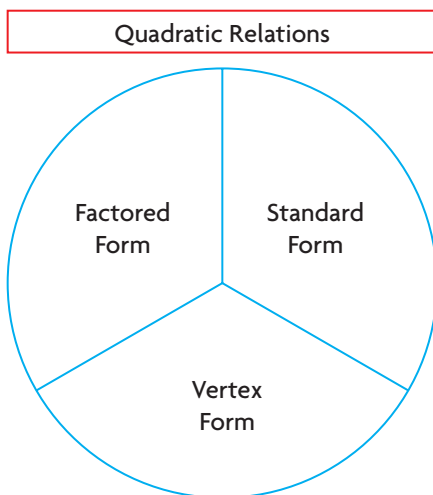 Quadratic Relations
Factored
Form
Standard
Form
Vertex
Form